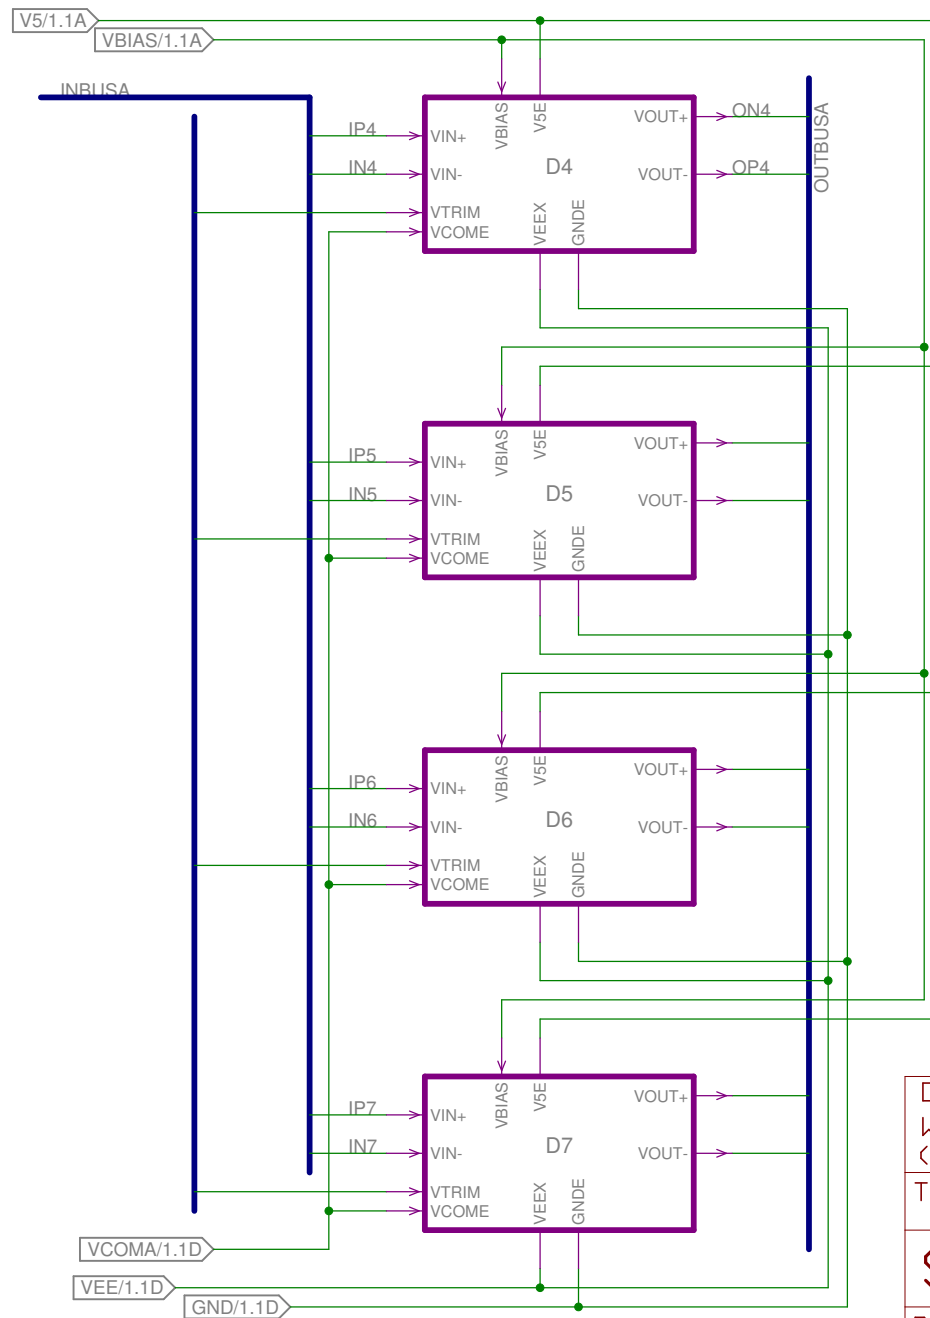 V5/1.1A
VBIAS/1.1A
INBUSA
OUTBUSA
IP4
IN4
VIN+
VIN-
VTRIM
VCOME
VBIAS
V5E
D4
VEEX
GNDE
VOUT+
VOUT-
ON4
OP4
IP5
IN5
VIN+
VIN-
VTRIM
VCOME
VBIAS
V5E
D5
VEEX
GNDE
VOUT+
VOUT-
IP6
IN6
VIN+
VIN-
VTRIM
VCOME
VBIAS
V5E
D6
VEEX
GNDE
VOUT+
VOUT-
IP7
IN7
VIN+
VIN-
VTRIM
VCOME
VBIAS
V5E
D7
VEEX
GNDE
VOUT+
VOUT-
VCOMA/1.1D
VEE/1.1D
GND/1.1D
T